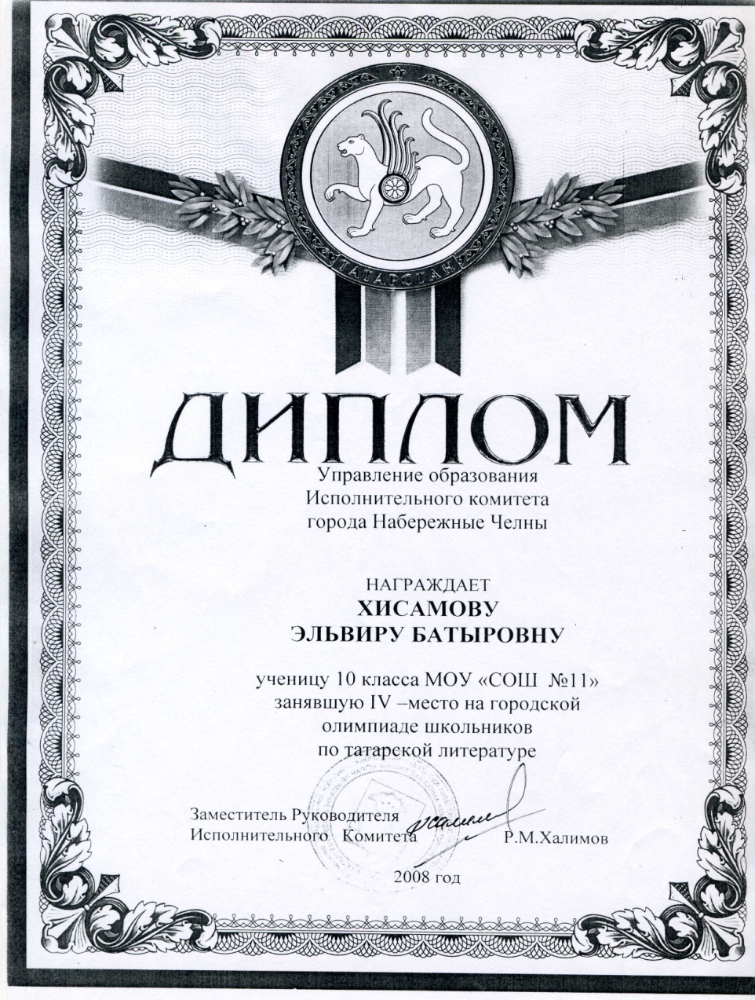 ТАТАРСТАН
ДИПЛОМ
Управление образования
Исполнительного комитета
города Набережные Челны
НАГРАЖДАЕТ
ХИСАМОВУ
ЭЛЬВИРУ БАТЫРОВНУ
ученицу 10 класса МОУ «СОШ №11»
занявшую IV –место на городской
олимпиаде школьников
по татарской литературе
Заместитель Руководителя
Исполнительного Комитета Р.М.Халимов
2008 год